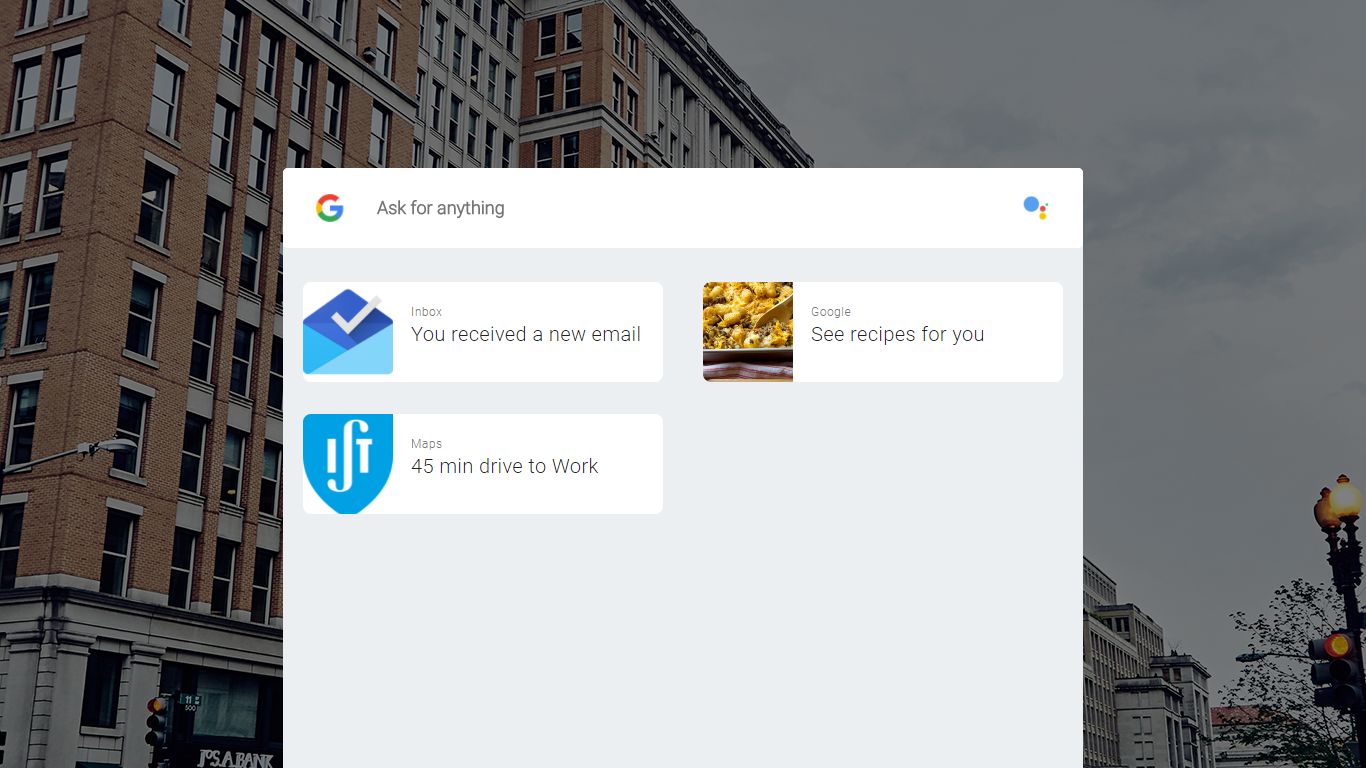 Ask for anything
Inbox
You received a new email
Google
See recipes for you
Maps
45 min drive to Work
11
500
JOS.A.BANK